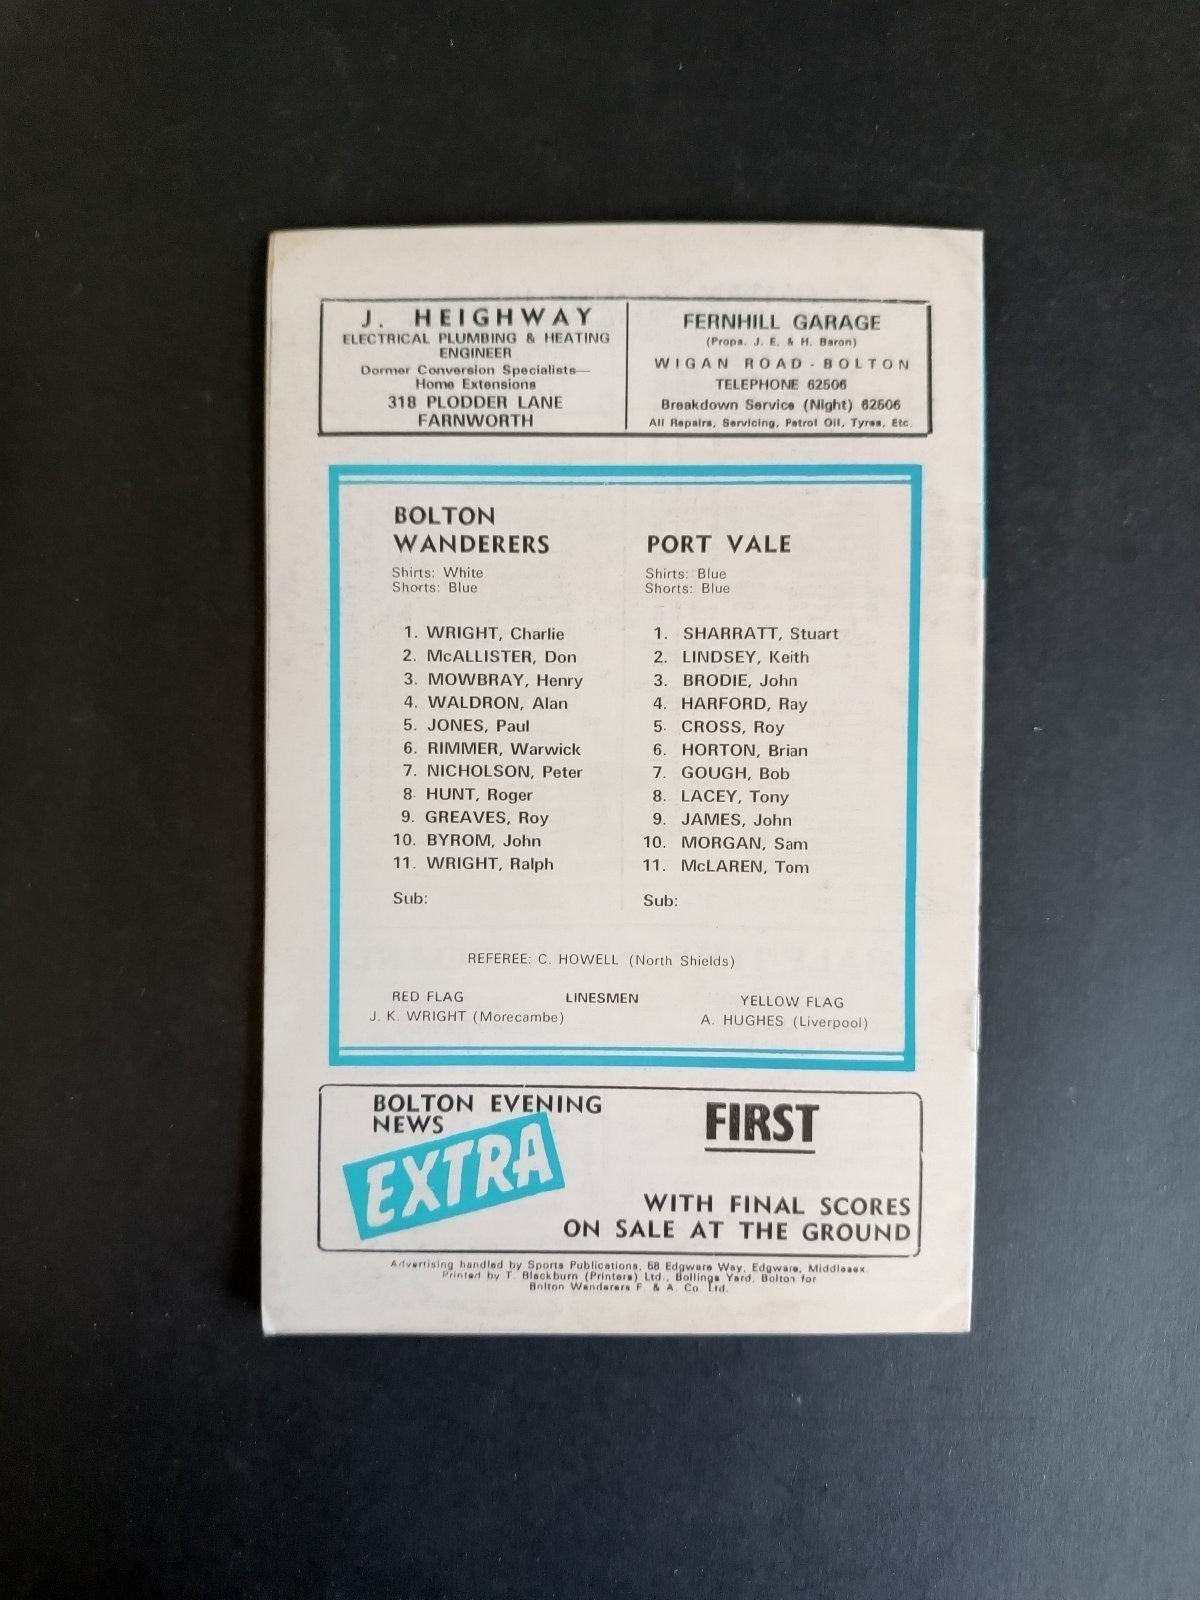 J. HEIGHWAY
ELECTRICAL PLUMBING & HEATING
ENGINEER
Dormer Conversion Specialists—
Home Extensions
318 PLODDER LANE
FARNWORTH
FERNHILL GARAGE
(Props. J. E. & H. Baron)
WIGAN ROAD - BOLTON
TELEPHONE 62506
Breakdown Service (Night) 62506
All Repairs, Servicing, Petrol Oil, Tyres, Etc.
BOLTON
WANDERERS
Shirts: White
Shorts: Blue
1. WRIGHT, Charlie
2. McALLISTER, Don
3. MOWBRAY, Henry
4. WALDRON, Alan
5. JONES, Paul
6. RIMMER, Warwick
7. NICHOLSON, Peter
8. HUNT, Roger
9. GREAVES, Roy
10. BYROM, John
11. WRIGHT, Ralph
Sub:
PORT VALE
Shirts: Blue
Shorts: Blue
1. SHARRATT, Stuart
2. LINDSEY, Keith
3. BRODIE, John
4. HARFORD, Ray
5. CROSS, Roy
6. HORTON, Brian
7. GOUGH, Bob
8. LACEY, Tony
9. JAMES, John
10. MORGAN, Sam
11. McLAREN, Tom
Sub:
REFEREE: C. HOWELL (North Shields)
RED FLAG LINESMEN YELLOW FLAG
J. K. WRIGHT (Morecambe) A. HUGHES (Liverpool)
BOLTON EVENING
NEWS
EXTRA
FIRST
WITH FINAL SCORES
ON SALE AT THE GROUND
Advertising handled by Sports Publications, 68 Edgware Way, Edgware, Middlesex.
Printed by T. Blackburn (Printers) Ltd., Bollings Yard, Bolton for
Bolton Wanderers F. & A. Co. Ltd.